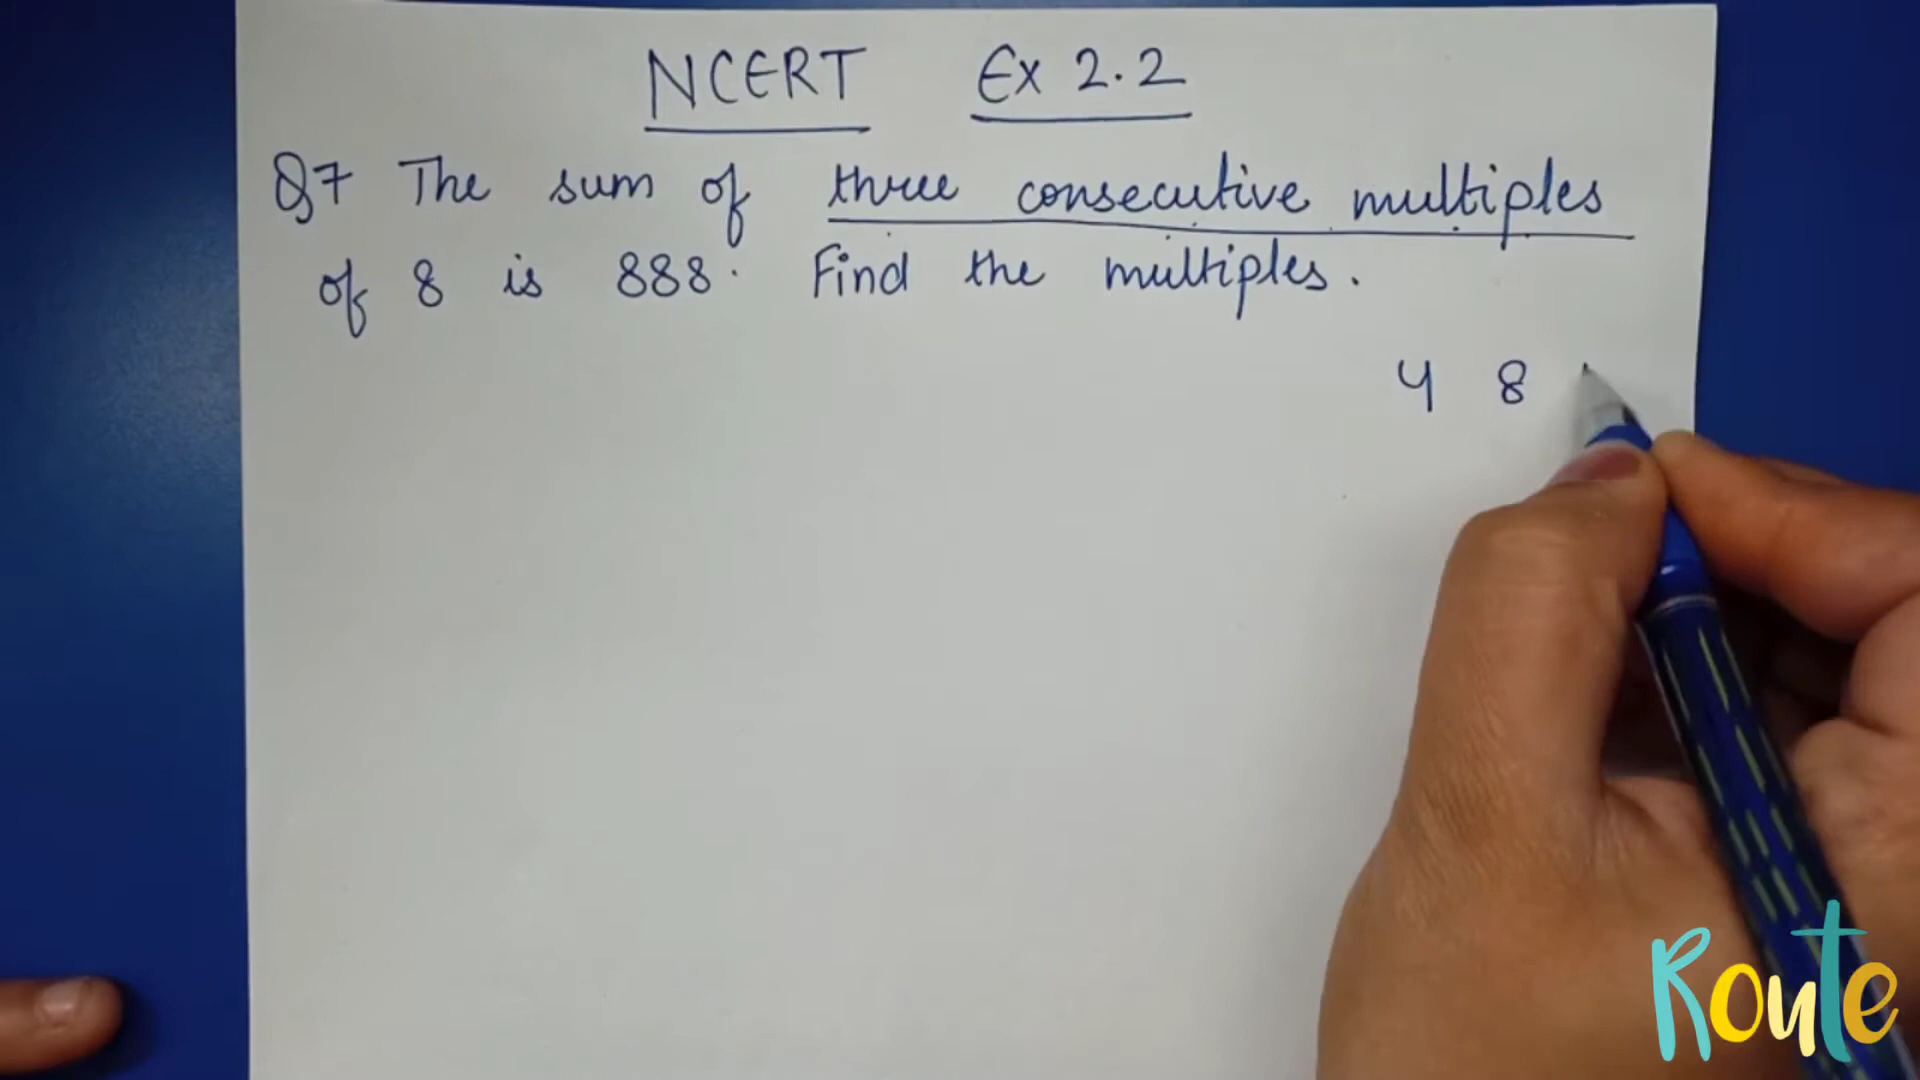 NCERT Ex 2.2
Q7 The sum of three consecutive multiples
of 8 is 888. Find the multiples.
4 8
Route